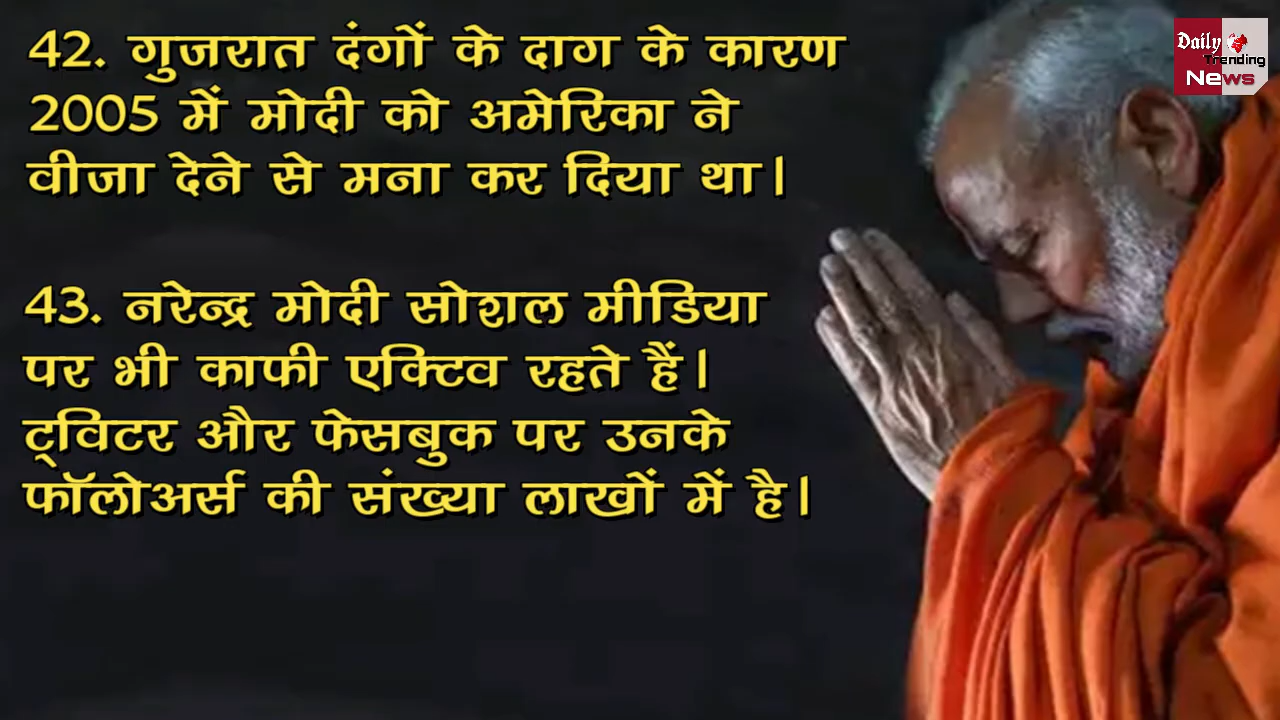 42. गुजरात दंगों के दाग के कारण
2005 में मोदी को अमेरिका ने
वीजा देने से मना कर दिया था।
43. नरेन्द्र मोदी सोशल मीडिया
पर भी काफी एक्टिव रहते हैं।
ट्विटर और फेसबुक पर उनके
फॉलोअर्स की संख्या लाखों में है।
Daily
Trending
News